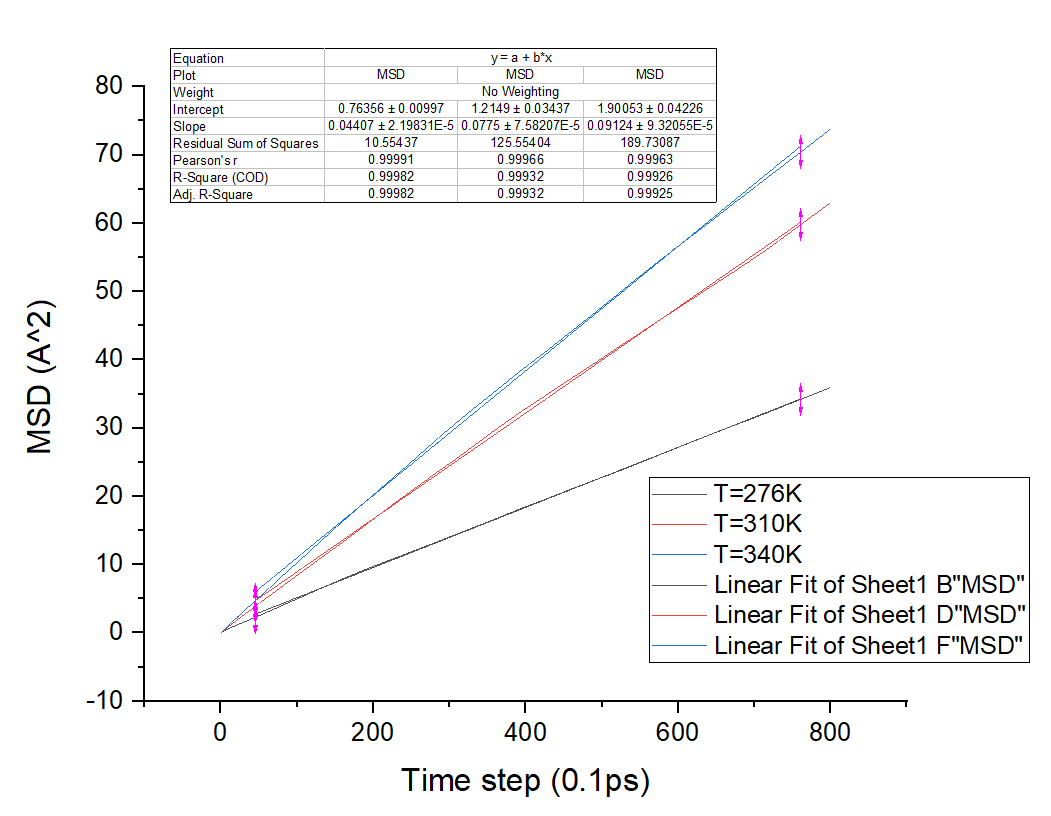 Equation y = a + b*x
Plot MSD MSD MSD
Weight No Weighting
Intercept 0.76356 ± 0.00997 1.2149 ± 0.03437 1.90053 ± 0.04226
Slope 0.04407 ± 2.19831E-5 0.0775 ± 7.58207E-5 0.09124 ± 9.32055E-5
Residual Sum of Squares 10.55437 125.55404 189.73087
Pearson's r 0.99991 0.99966 0.99963
R-Square (COD) 0.99982 0.99932 0.99926
Adj. R-Square 0.99982 0.99932 0.99925
80
70
60
50
40
30
20
10
0
-10
MSD (A^2)
T=276K
T=310K
T=340K
Linear Fit of Sheet1 B"MSD"
Linear Fit of Sheet1 D"MSD"
Linear Fit of Sheet1 F"MSD"
0 200 400 600 800
Time step (0.1ps)